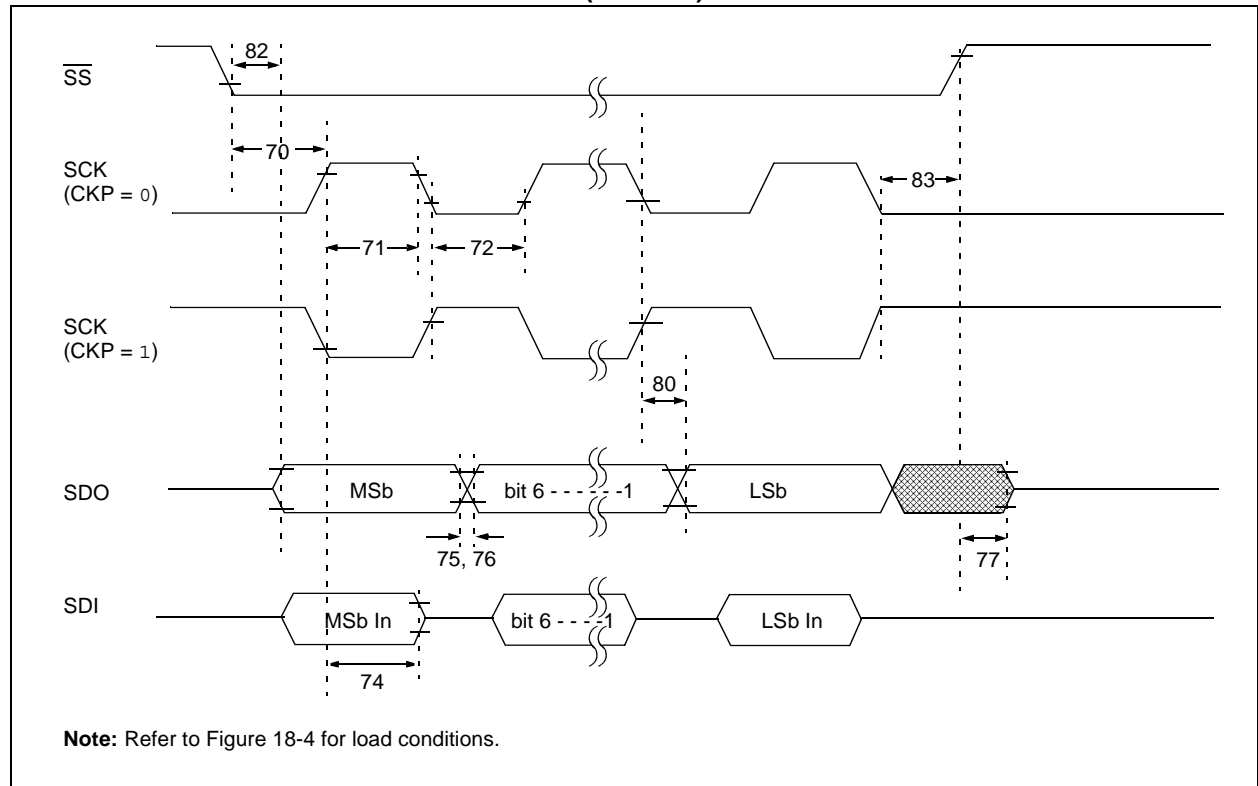 82
SS
70
SCK
(CKP = 0)
83
71
72
SCK
(CKP = 1)
80
SDO
MSb
bit 6 - - - - - -1
LSb
75, 76
77
SDI
MSb In
bit 6 - - - -1
LSb In
74
Note: Refer to Figure 18-4 for load conditions.